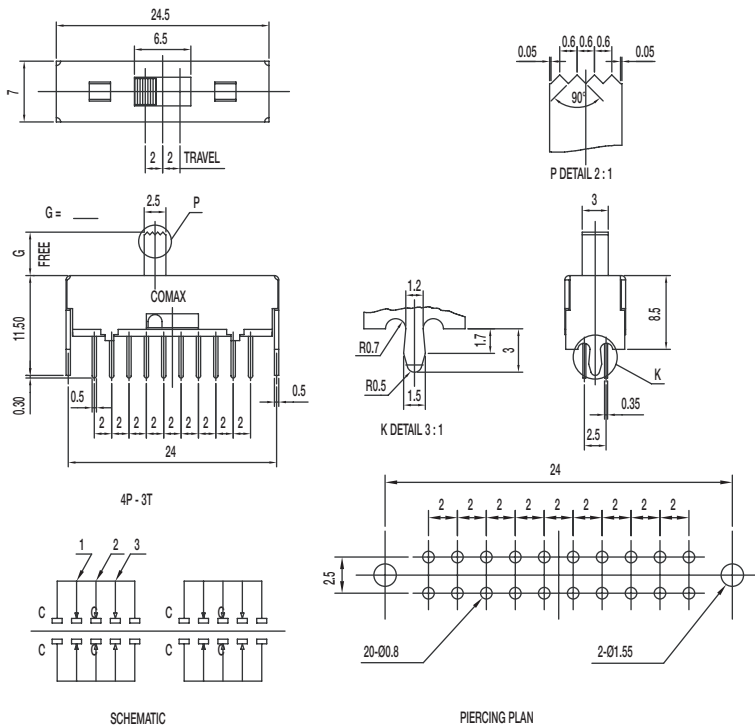 24.5
6.5
7
2 2 TRAVEL
0.05 0.6 0.6 0.6 0.05
90°
P DETAIL 2 : 1
G = ____
2.5
P
G
FREE
COMAX
11.50
0.30
0.5
0.5
2 2 2 2 2 2 2 2 2
24
1.2
R0.7
1.7
3
R0.5
1.5
K DETAIL 3 : 1
3
8.5
K
0.35
2.5
4P - 3T
1 2 3
C G C G
C G C G
SCHEMATIC
24
2 2 2 2 2 2 2 2 2
2.5
20-Ø0.8
2-Ø1.55
PIERCING PLAN